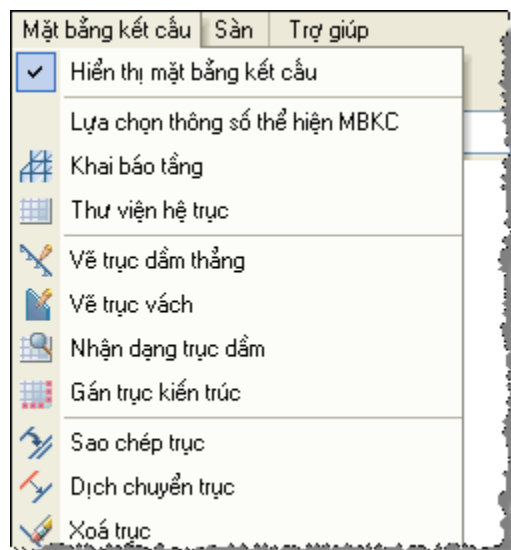 Mặt bằng kết cấu Sàn Trợ giúp
Hiển thị mặt bằng kết cấu
Lựa chọn thông số thể hiện MBKC
Khai báo tầng
Thư viện hệ trục
Vẽ trục dầm thẳng
Vẽ trục vách
Nhận dạng trục dầm
Gán trục kiến trúc
Sao chép trục
Dịch chuyển trục
Xoá trục